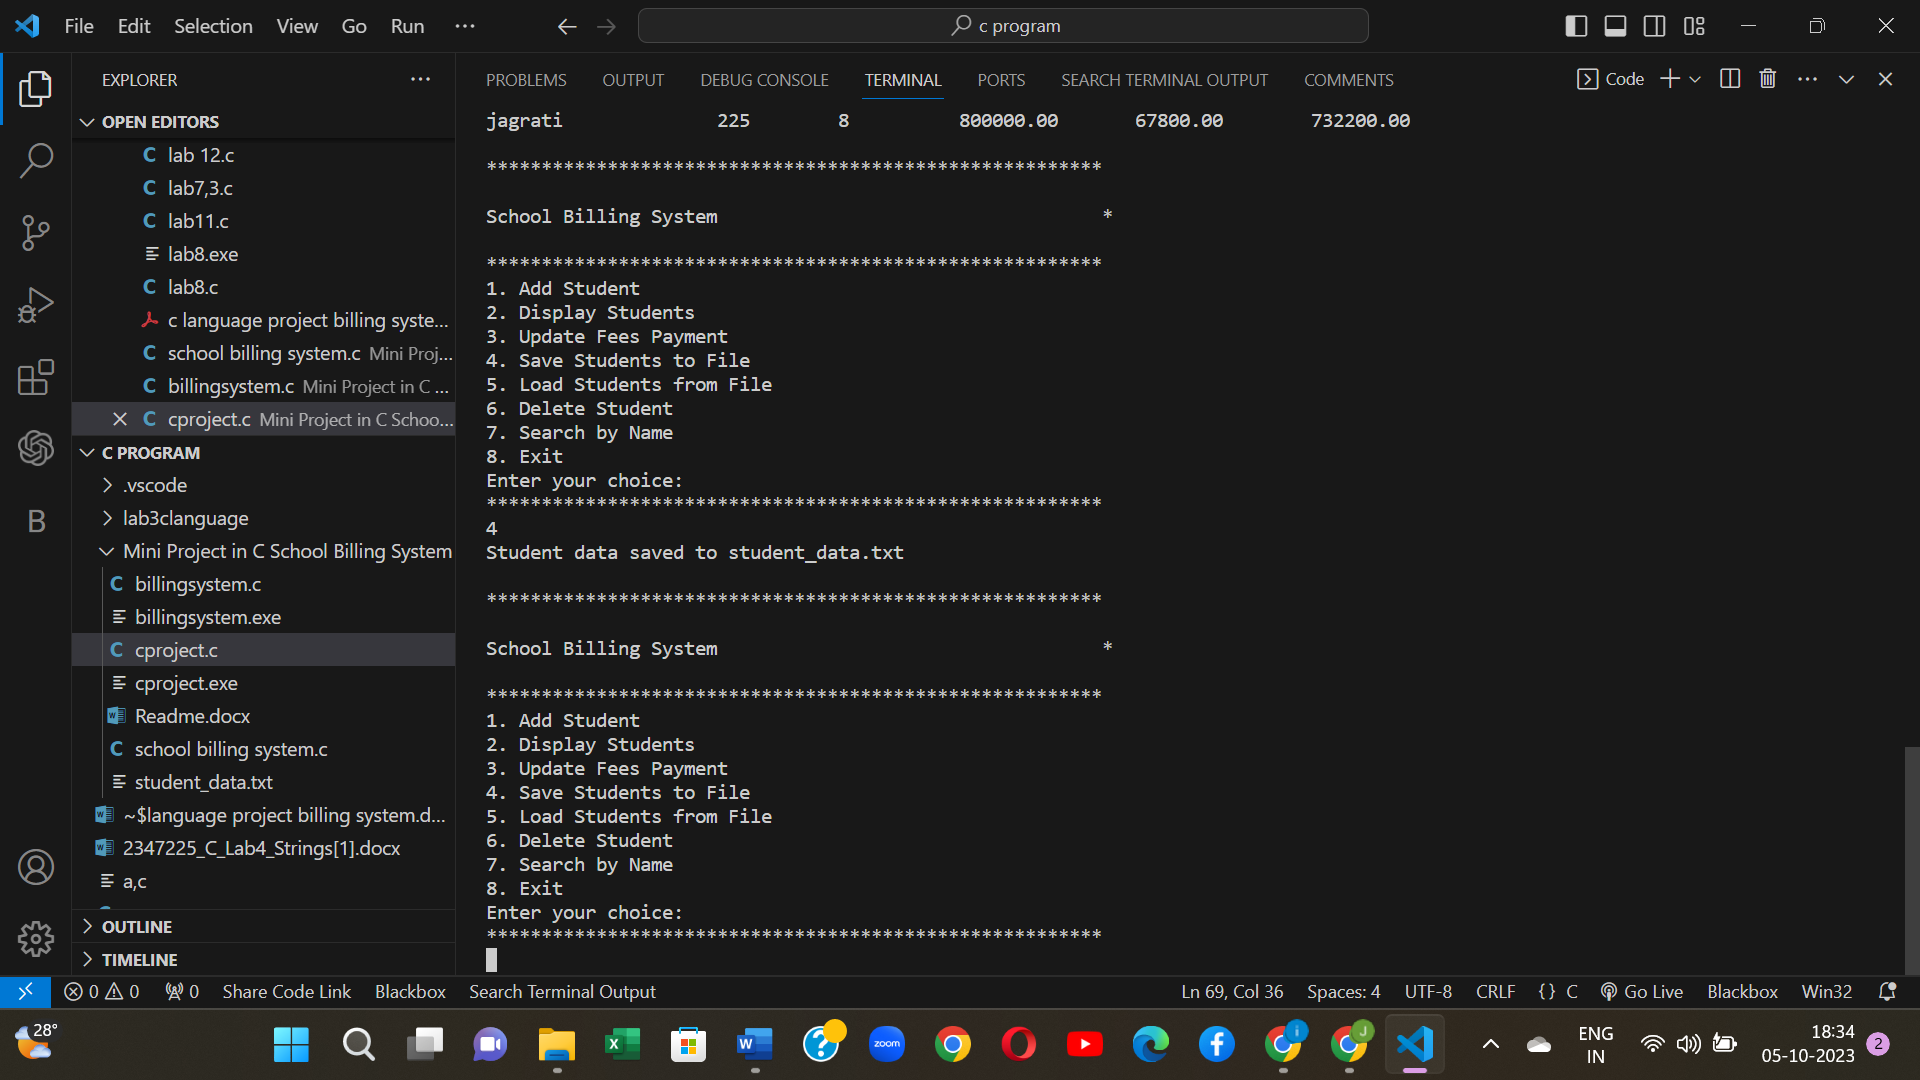 File Edit Selection View Go Run ···
c program
EXPLORER ···
OPEN EDITORS
C lab 12.c
C lab7,3.c
C lab11.c
lab8.exe
C lab8.c
c language project billing syste...
C school billing system.c Mini Proj...
C billingsystem.c Mini Project in C ...
C cproject.c Mini Project in C Schoo...
C PROGRAM
.vscode
lab3clanguage
Mini Project in C School Billing System
C billingsystem.c
billingsystem.exe
C cproject.c
cproject.exe
Readme.docx
C school billing system.c
student_data.txt
~$language project billing system.d...
2347225_C_Lab4_Strings[1].docx
a,c
OUTLINE
TIMELINE
B
PROBLEMS OUTPUT DEBUG CONSOLE TERMINAL PORTS SEARCH TERMINAL OUTPUT COMMENTS
Code
jagrati 225 8 800000.00 67800.00 732200.00
********************************************************
School Billing System *
********************************************************
1. Add Student
2. Display Students
3. Update Fees Payment
4. Save Students to File
5. Load Students from File
6. Delete Student
7. Search by Name
8. Exit
Enter your choice:
********************************************************
4
Student data saved to student_data.txt
********************************************************
School Billing System *
********************************************************
1. Add Student
2. Display Students
3. Update Fees Payment
4. Save Students to File
5. Load Students from File
6. Delete Student
7. Search by Name
8. Exit
Enter your choice:
********************************************************
0 0 0 Share Code Link Blackbox Search Terminal Output
Ln 69, Col 36 Spaces: 4 UTF-8 CRLF {} C Go Live Blackbox Win32
28°
zoom
J
ENG
IN
18:34
05-10-2023
2